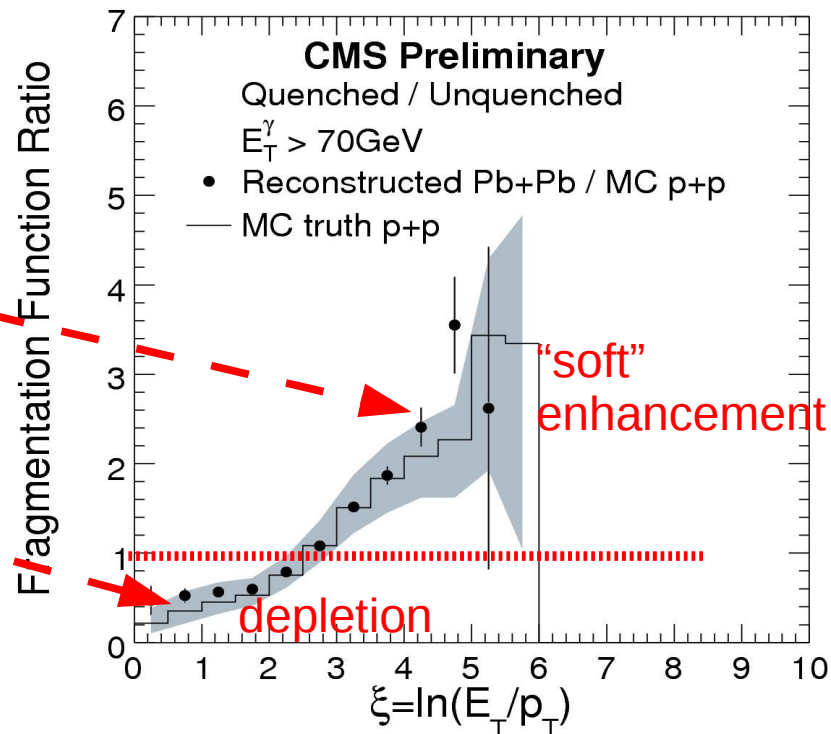 Fragmentation Function Ratio
7
6
5
4
3
2
1
0
CMS Preliminary
Quenched / Unquenched
E_T^γ > 70GeV
Reconstructed Pb+Pb / MC p+p
MC truth p+p
“soft”
enhancement
depletion
0 1 2 3 4 5 6 7 8 9 10
ξ=ln(E_T/p_T)